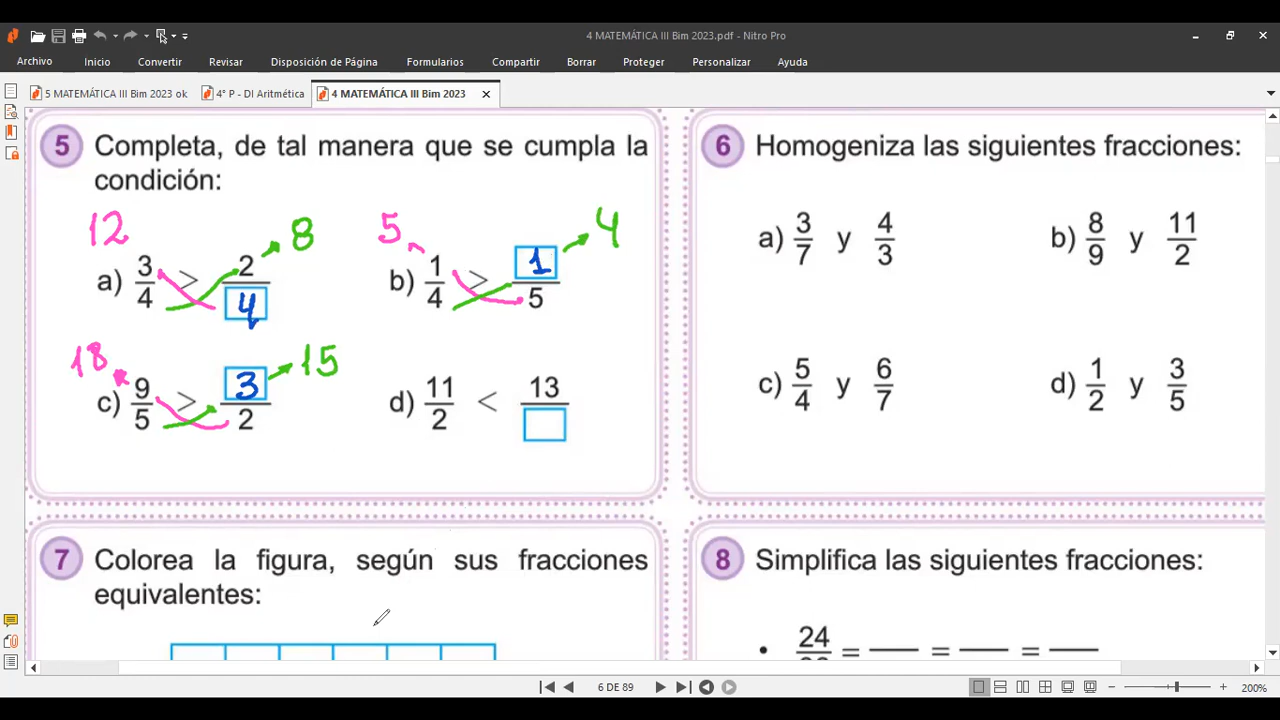 4 MATEMÁTICA III Bim 2023.pdf - Nitro Pro
Archivo Inicio Convertir Revisar Disposición de Página Formularios Compartir Borrar Proteger Personalizar Ayuda
5 MATEMÁTICA III Bim 2023 ok 4° P - DI Aritmética 4 MATEMÁTICA III Bim 2023
5 Completa, de tal manera que se cumpla la
condición:
12 8
a) 3/4 > 2/4
5 4
b) 1/4 > 1/5
18 15
c) 9/5 > 3/2
d) 11/2 < 13/
6 Homogeniza las siguientes fracciones:
a) 3/7 y 4/3
b) 8/9 y 11/2
c) 5/4 y 6/7
d) 1/2 y 3/5
7 Colorea la figura, según sus fracciones
equivalentes:
8 Simplifica las siguientes fracciones:
• 24 = = =
6 DE 89
200%